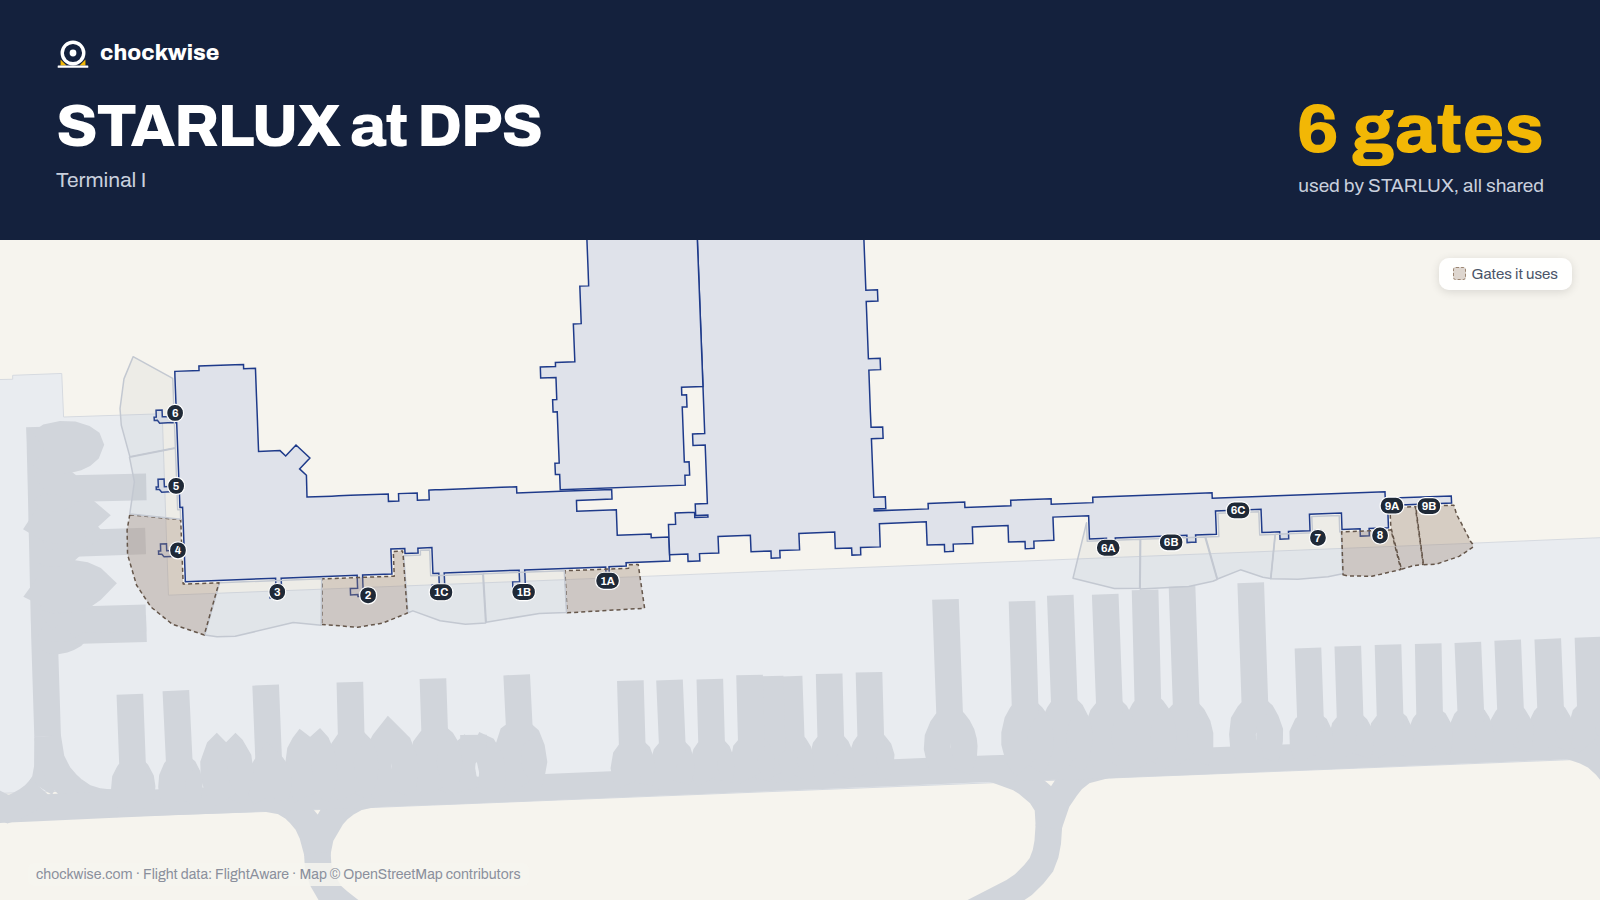 chockwise
STARLUX at DPS
Terminal I
6 gates
used by STARLUX, all shared
Gates it uses
6
5
4
3
2
1C
1B
1A
6A
6B
6C
7
8
9A
9B
chockwise.com · Flight data: FlightAware · Map © OpenStreetMap contributors